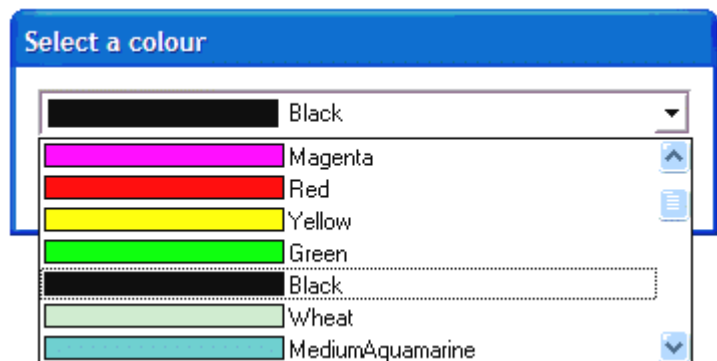 Select a colour
Black
Magenta
Red
Yellow
Green
Black
Wheat
MediumAquamarine